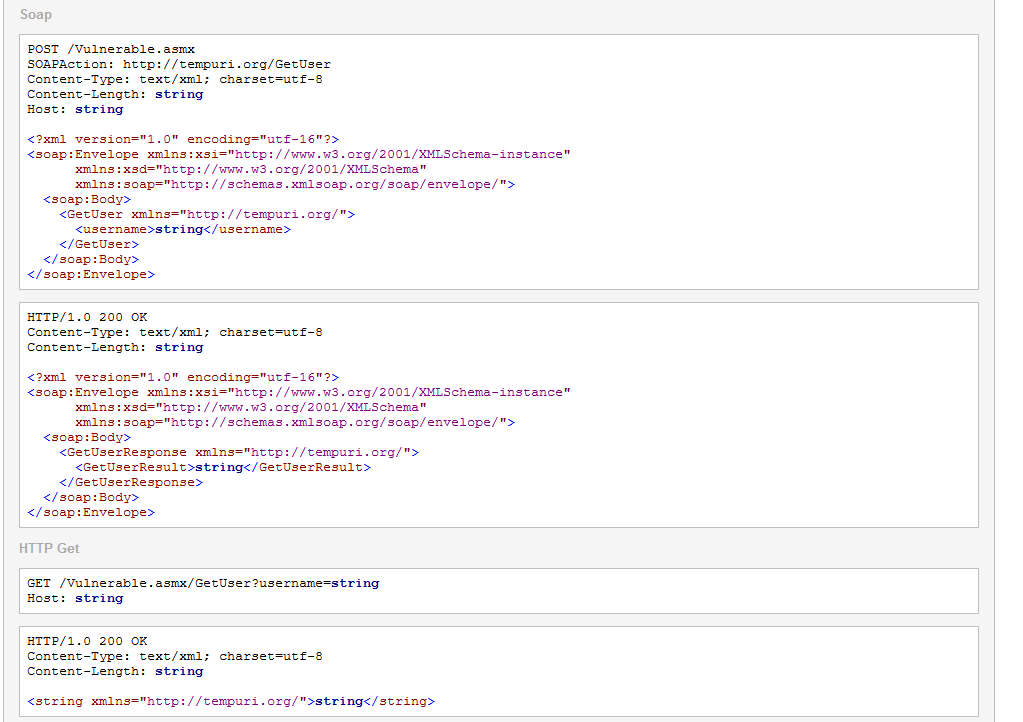 Soap
POST /Vulnerable.asmx
SOAPAction: http://tempuri.org/GetUser
Content-Type: text/xml; charset=utf-8
Content-Length: string
Host: string
<?xml version="1.0" encoding="utf-16"?>
<soap:Envelope xmlns:xsi="http://www.w3.org/2001/XMLSchema-instance"
xmlns:xsd="http://www.w3.org/2001/XMLSchema"
xmlns:soap="http://schemas.xmlsoap.org/soap/envelope/">
<soap:Body>
<GetUser xmlns="http://tempuri.org/">
<username>string</username>
</GetUser>
</soap:Body>
</soap:Envelope>
HTTP/1.0 200 OK
Content-Type: text/xml; charset=utf-8
Content-Length: string
<?xml version="1.0" encoding="utf-16"?>
<soap:Envelope xmlns:xsi="http://www.w3.org/2001/XMLSchema-instance"
xmlns:xsd="http://www.w3.org/2001/XMLSchema"
xmlns:soap="http://schemas.xmlsoap.org/soap/envelope/">
<soap:Body>
<GetUserResponse xmlns="http://tempuri.org/">
<GetUserResult>string</GetUserResult>
</GetUserResponse>
</soap:Body>
</soap:Envelope>
HTTP Get
GET /Vulnerable.asmx/GetUser?username=string
Host: string
HTTP/1.0 200 OK
Content-Type: text/xml; charset=utf-8
Content-Length: string
<string xmlns="http://tempuri.org/">string</string>